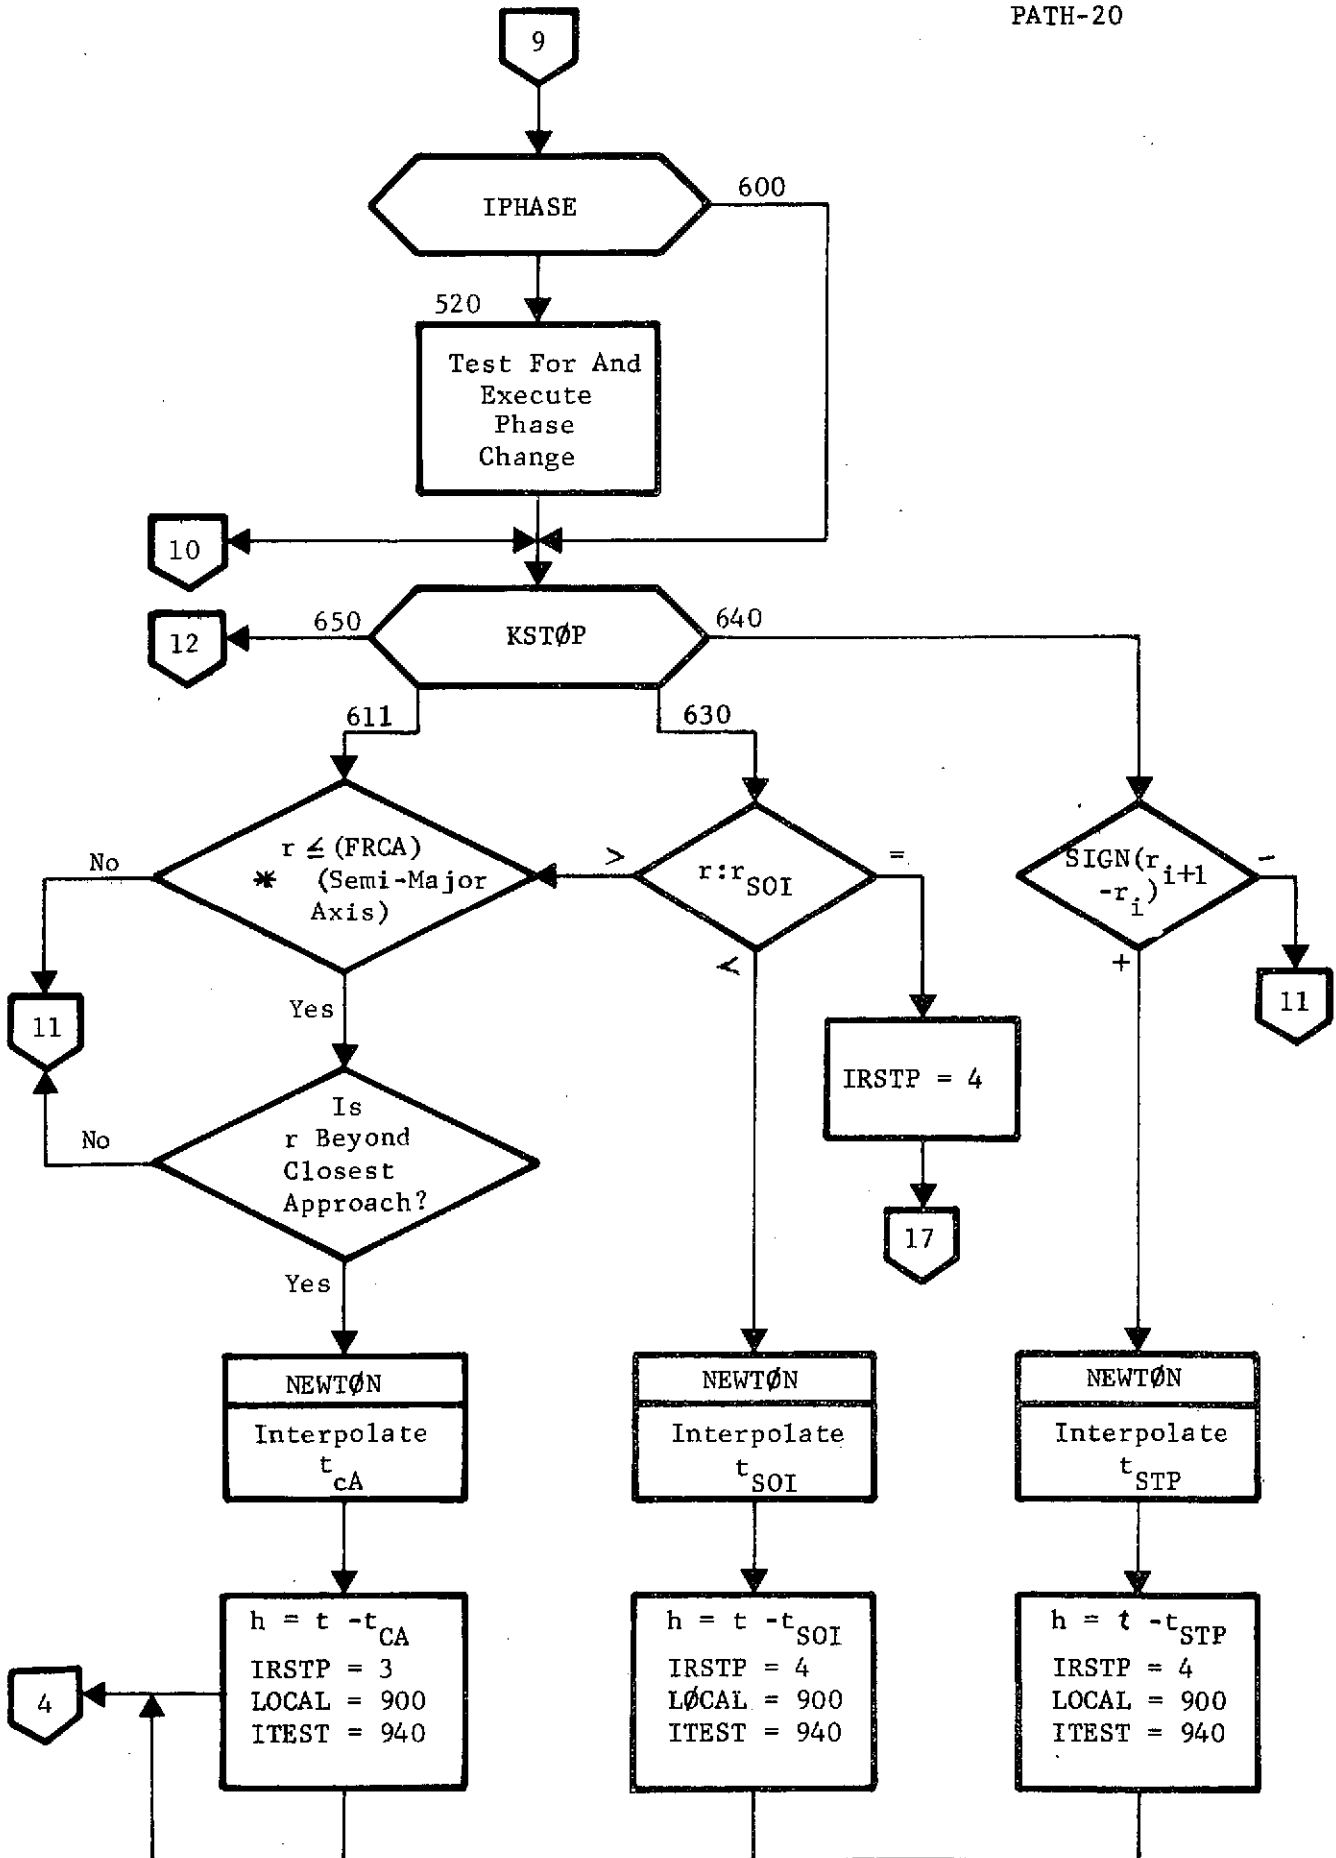 PATH-20
9
IPHASE
600
520
Test For And
Execute
Phase
Change
10
650
KSTØP
640
12
611
630
r ≤ (FRCA)
* (Semi-Major
Axis)
No
Yes
>
r:rSOI
=
<
SIGN(ri+1
-ri)
-
+
11
11
IRSTP = 4
17
Is
r Beyond
Closest
Approach?
No
Yes
NEWTØN
Interpolate
tcA
NEWTØN
Interpolate
tSOI
NEWTØN
Interpolate
tSTP
h = t -tCA
IRSTP = 3
LOCAL = 900
ITEST = 940
h = t -tSOI
IRSTP = 4
LØCAL = 900
ITEST = 940
h = t -tSTP
IRSTP = 4
LOCAL = 900
ITEST = 940
4